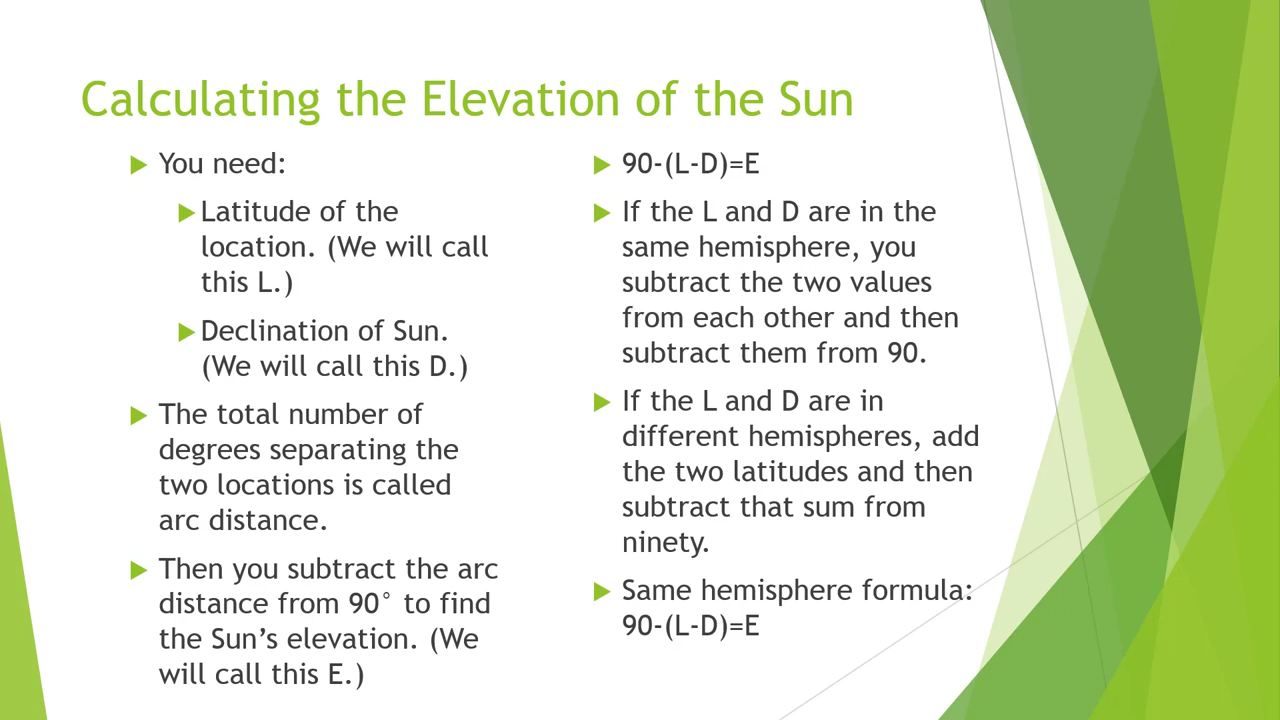 Calculating the Elevation of the Sun
You need:
Latitude of the
location. (We will call
this L.)
Declination of Sun.
(We will call this D.)
The total number of
degrees separating the
two locations is called
arc distance.
Then you subtract the arc
distance from 90° to find
the Sun’s elevation. (We
will call this E.)
90-(L-D)=E
If the L and D are in the
same hemisphere, you
subtract the two values
from each other and then
subtract them from 90.
If the L and D are in
different hemispheres, add
the two latitudes and then
subtract that sum from
ninety.
Same hemisphere formula:
90-(L-D)=E